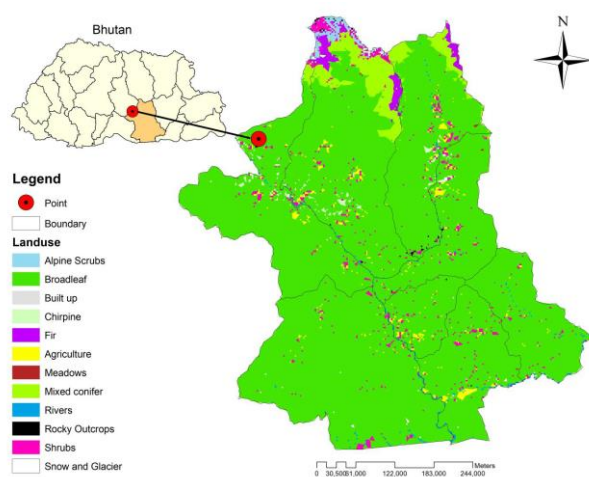 Bhutan
N
Legend
Point
Boundary
Landuse
Alpine Scrubs
Broadleaf
Built up
Chirpine
Fir
Agriculture
Meadows
Mixed conifer
Rivers
Rocky Outcrops
Shrubs
Snow and Glacier
Meters
0 30,500 61,000 122,000 183,000 244,000